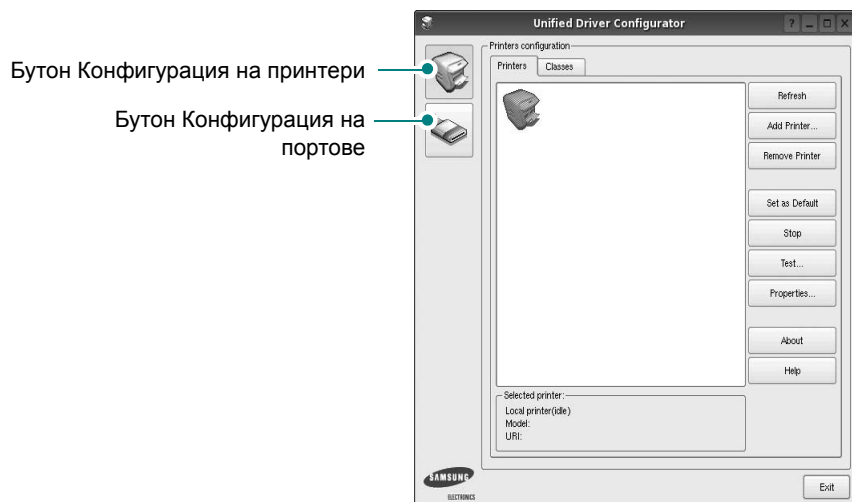 Unified Driver Configurator
Бутон Конфигурация на принтери
Бутон Конфигурация на
портове
Printers configuration
Printers
Classes
Refresh
Add Printer...
Remove Printer
Set as Default
Stop
Test...
Properties...
About
Help
Selected printer:
Local printer(idle)
Model:
URI:
SAMSUNG
ELECTRONICS
Exit